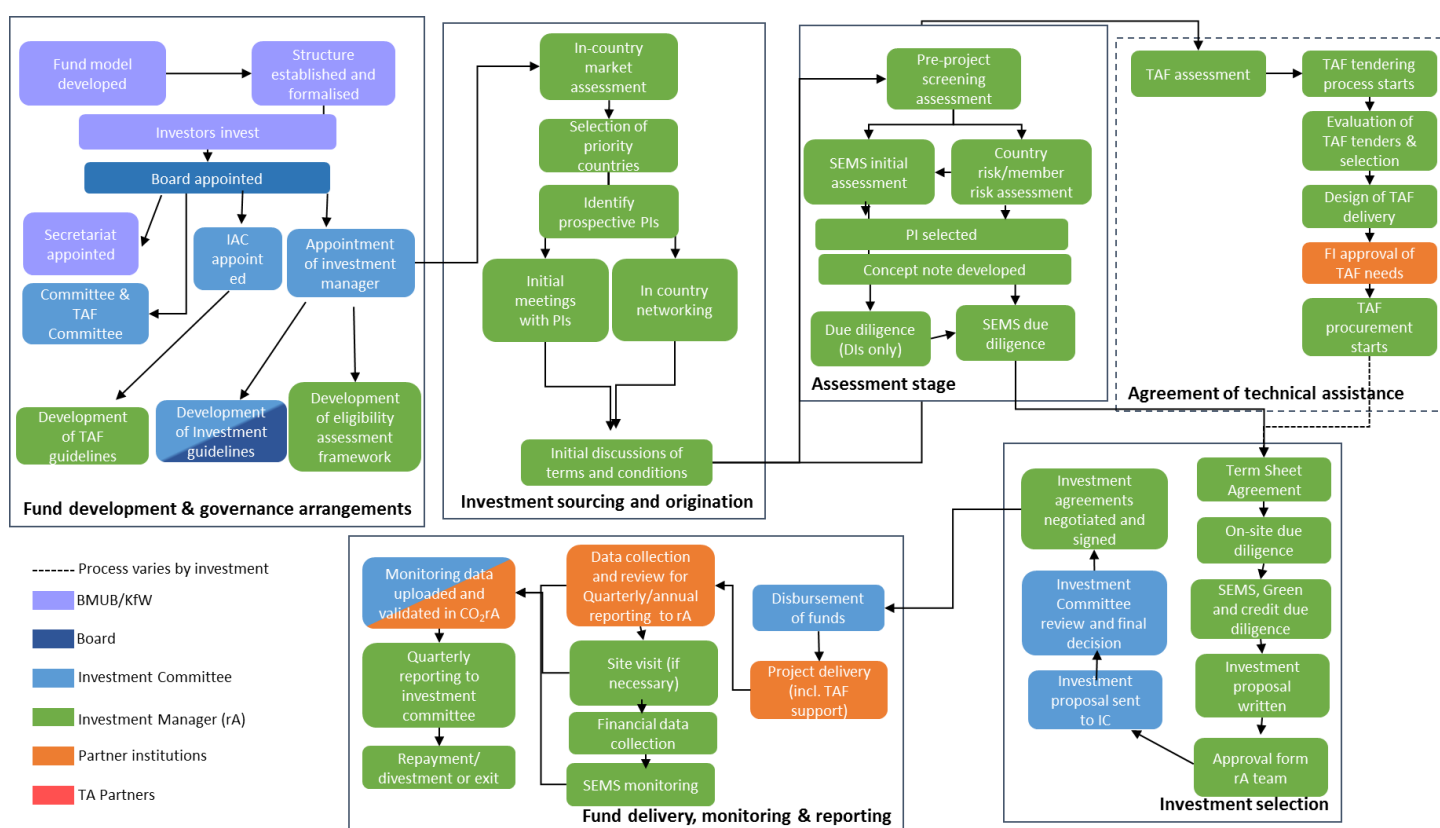 Fund model
developed
Structure
established and
formalised
Investors invest
Board appointed
Secretariat
appointed
IAC
appoint
ed
Appointment
of investment
manager
Committee &
TAF
Committee
Development
of TAF
guidelines
Development
of Investment
guidelines
Development
of eligibility
assessment
framework
Fund development & governance arrangements
In-country
market
assessment
Selection of
priority
countries
Identify
prospective PIs
Initial
meetings
with PIs
In country
networking
Initial discussions of
terms and conditions
Investment sourcing and origination
Pre-project
screening
assessment
SEMS initial
assessment
Country
risk/member
risk assessment
PI selected
Concept note developed
Due diligence
(DIs only)
SEMS due
diligence
Assessment stage
TAF assessment
TAF tendering
process starts
Evaluation of
TAF tenders &
selection
Design of TAF
delivery
FI approval of
TAF needs
TAF
procurement
starts
Agreement of technical assistance
Term Sheet
Agreement
On-site due
diligence
SEMS, Green
and credit due
diligence
Investment
proposal
written
Approval form
rA team
Investment
proposal sent
to IC
Investment
Committee
review and final
decision
Investment
agreements
negotiated and
signed
Investment selection
Disbursement
of funds
Project delivery
(incl. TAF
support)
Data collection
and review for
Quarterly/annual
reporting to rA
Site visit (if
necessary)
Financial data
collection
SEMS monitoring
Monitoring data
uploaded and
validated in CO₂rA
Quarterly
reporting to
investment
committee
Repayment/
divestment or exit
Fund delivery, monitoring & reporting
Process varies by investment
BMUB/KfW
Board
Investment Committee
Investment Manager (rA)
Partner institutions
TA Partners